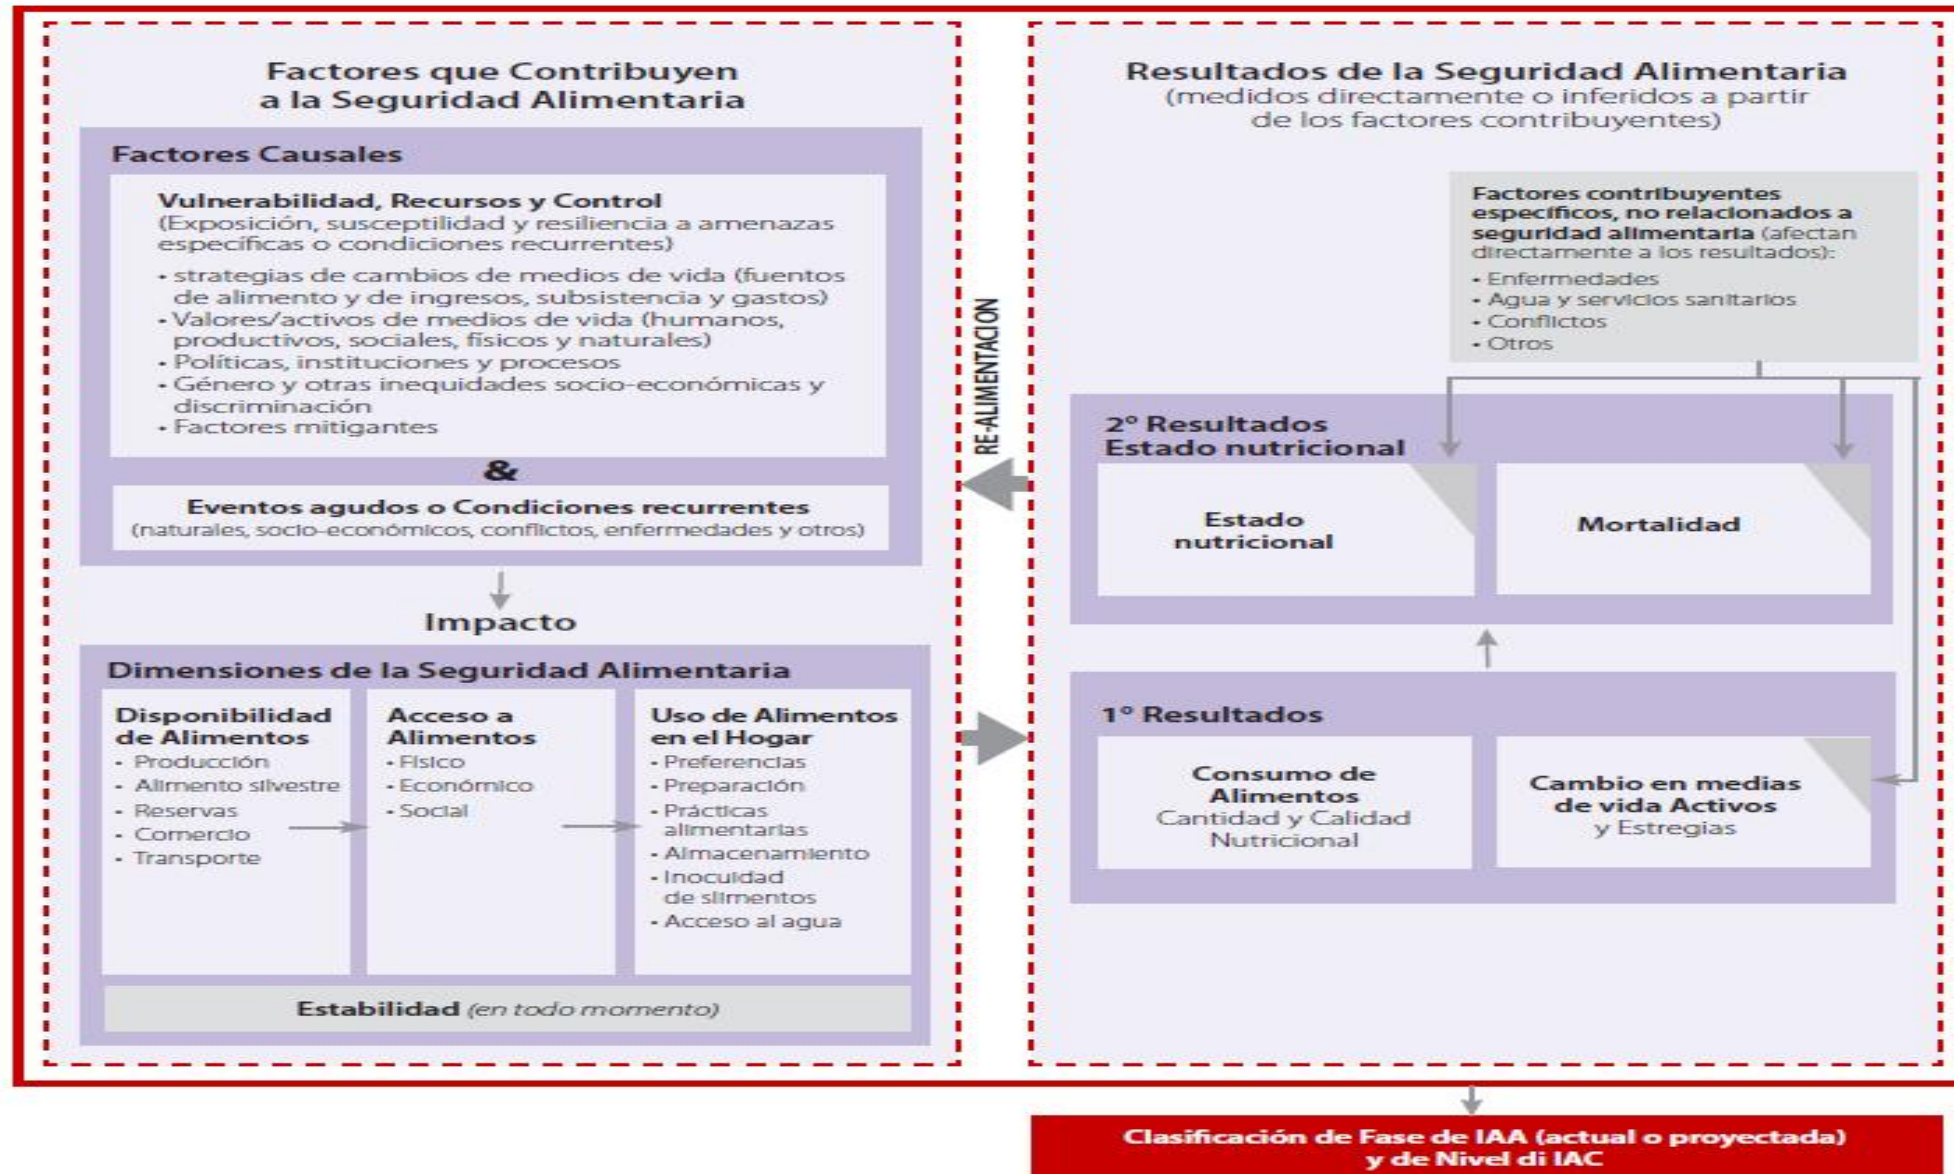 Factores que Contribuyen
a la Seguridad Alimentaria
Factores Causales
Vulnerabilidad, Recursos y Control
(Exposición, susceptilidad y resiliencia a amenazas
específicas o condiciones recurrentes)
• strategias de cambios de medios de vida (fuentos
de alimento y de ingresos, subsistencia y gastos)
• Valores/activos de medios de vida (humanos,
productivos, sociales, físicos y naturales)
• Políticas, instituciones y procesos
• Género y otras inequidades socio-económicas y
discriminación
• Factores mitigantes
&
Eventos agudos o Condiciones recurrentes
(naturales, socio-económicos, conflictos, enfermedades y otros)
Impacto
Dimensiones de la Seguridad Alimentaria
Disponibilidad
de Alimentos
• Producción
• Alimento silvestre
• Reservas
• Comercio
• Transporte
Acceso a
Alimentos
• Físico
• Económico
• Social
Uso de Alimentos
en el Hogar
• Preferencias
• Preparación
• Prácticas
alimentarias
• Almacenamiento
• Inocuidad
de slimentos
• Acceso al agua
Estabilidad (en todo momento)
RE-ALIMENTACION
Resultados de la Seguridad Alimentaria
(medidos directamente o inferidos a partir
de los factores contribuyentes)
Factores contribuyentes
específicos, no relacionados a
seguridad alimentaria (afectan
directamente a los resultados):
• Enfermedades
• Agua y servicios sanitarios
• Conflictos
• Otros
2º Resultados
Estado nutricional
Estado
nutricional
Mortalidad
1º Resultados
Consumo de
Alimentos
Cantidad y Calidad
Nutricional
Cambio en medias
de vida Activos
y Estregias
Clasificación de Fase de IAA (actual o proyectada)
y de Nivel di IAC